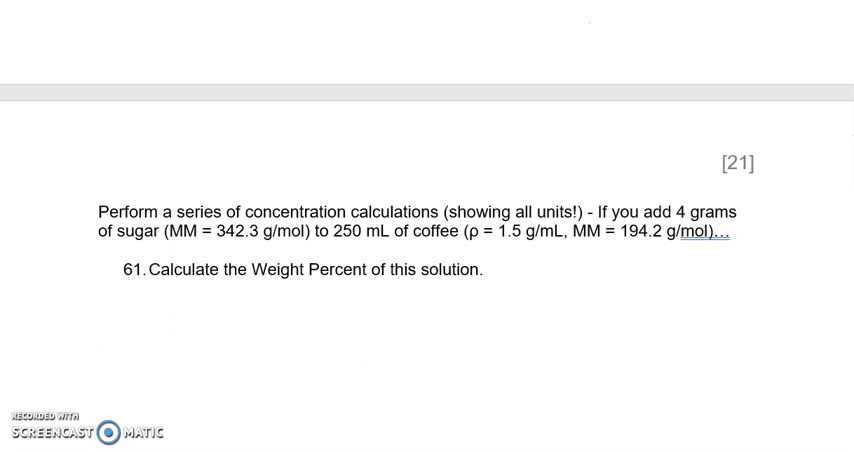 [21]
Perform a series of concentration calculations (showing all units!) - If you add 4 grams
of sugar (MM = 342.3 g/mol) to 250 mL of coffee (ρ = 1.5 g/mL, MM = 194.2 g/mol)…
61. Calculate the Weight Percent of this solution.
RECORDED WITH
SCREENCAST MATIC